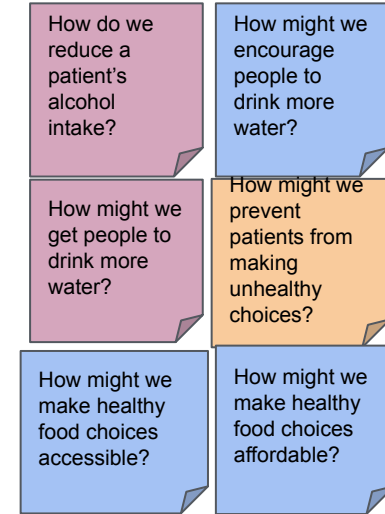 How do we
reduce a
patient's
alcohol
intake?
How might we
encourage
people to
drink more
water?
How might we
get people to
drink more
water?
How might we
prevent
patients from
making
unhealthy
choices?
How might we
make healthy
food choices
accessible?
How might we
make healthy
food choices
affordable?